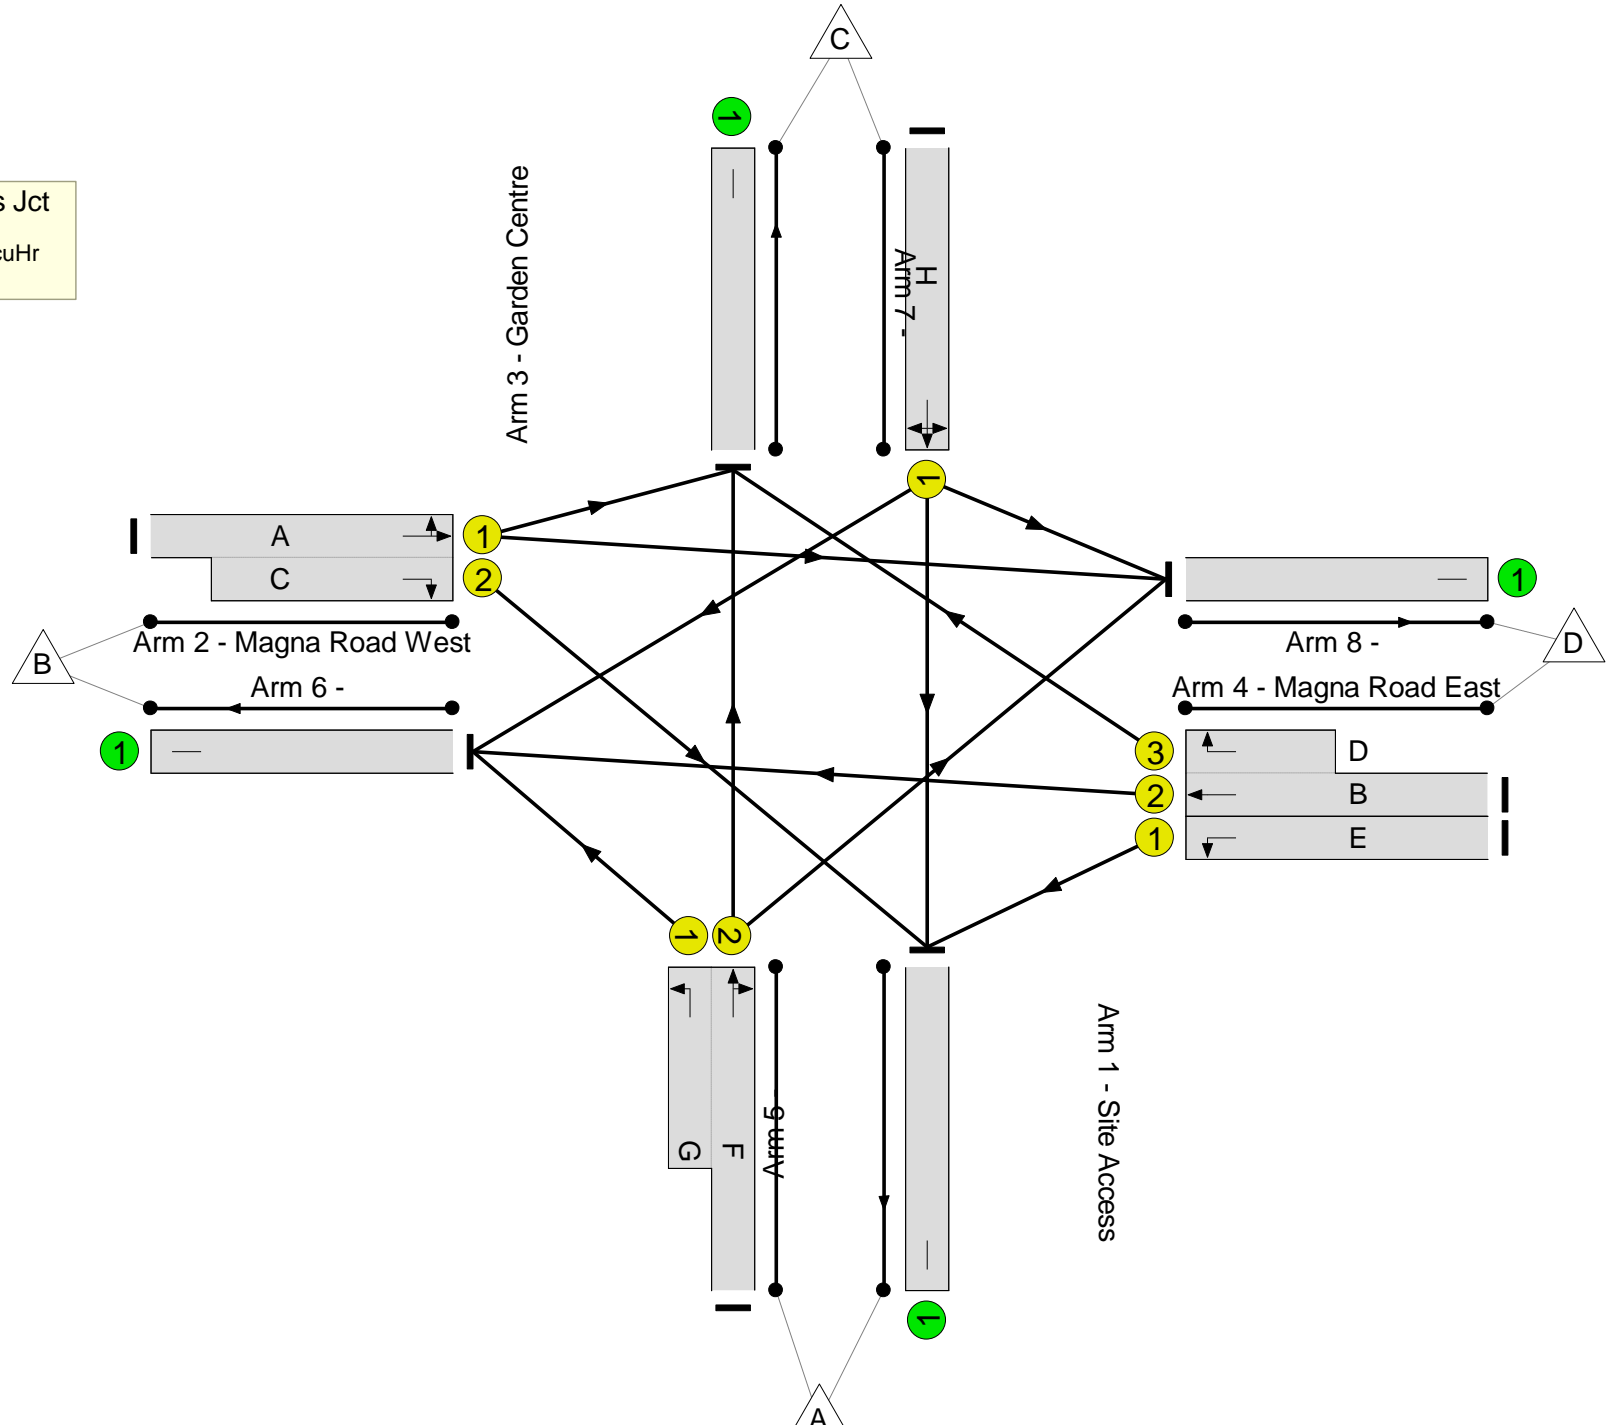 C
1
s Jct
cuHr
Arm 3 - Garden Centre
Arm 7 -
H
1
A
1
C
2
1
Arm 2 - Magna Road West
Arm 8 -
B
D
Arm 6 -
Arm 4 - Magna Road East
1
3
D
2
B
1
E
1
2
G
F
Arm 5 -
Arm 1 - Site Access
1
A